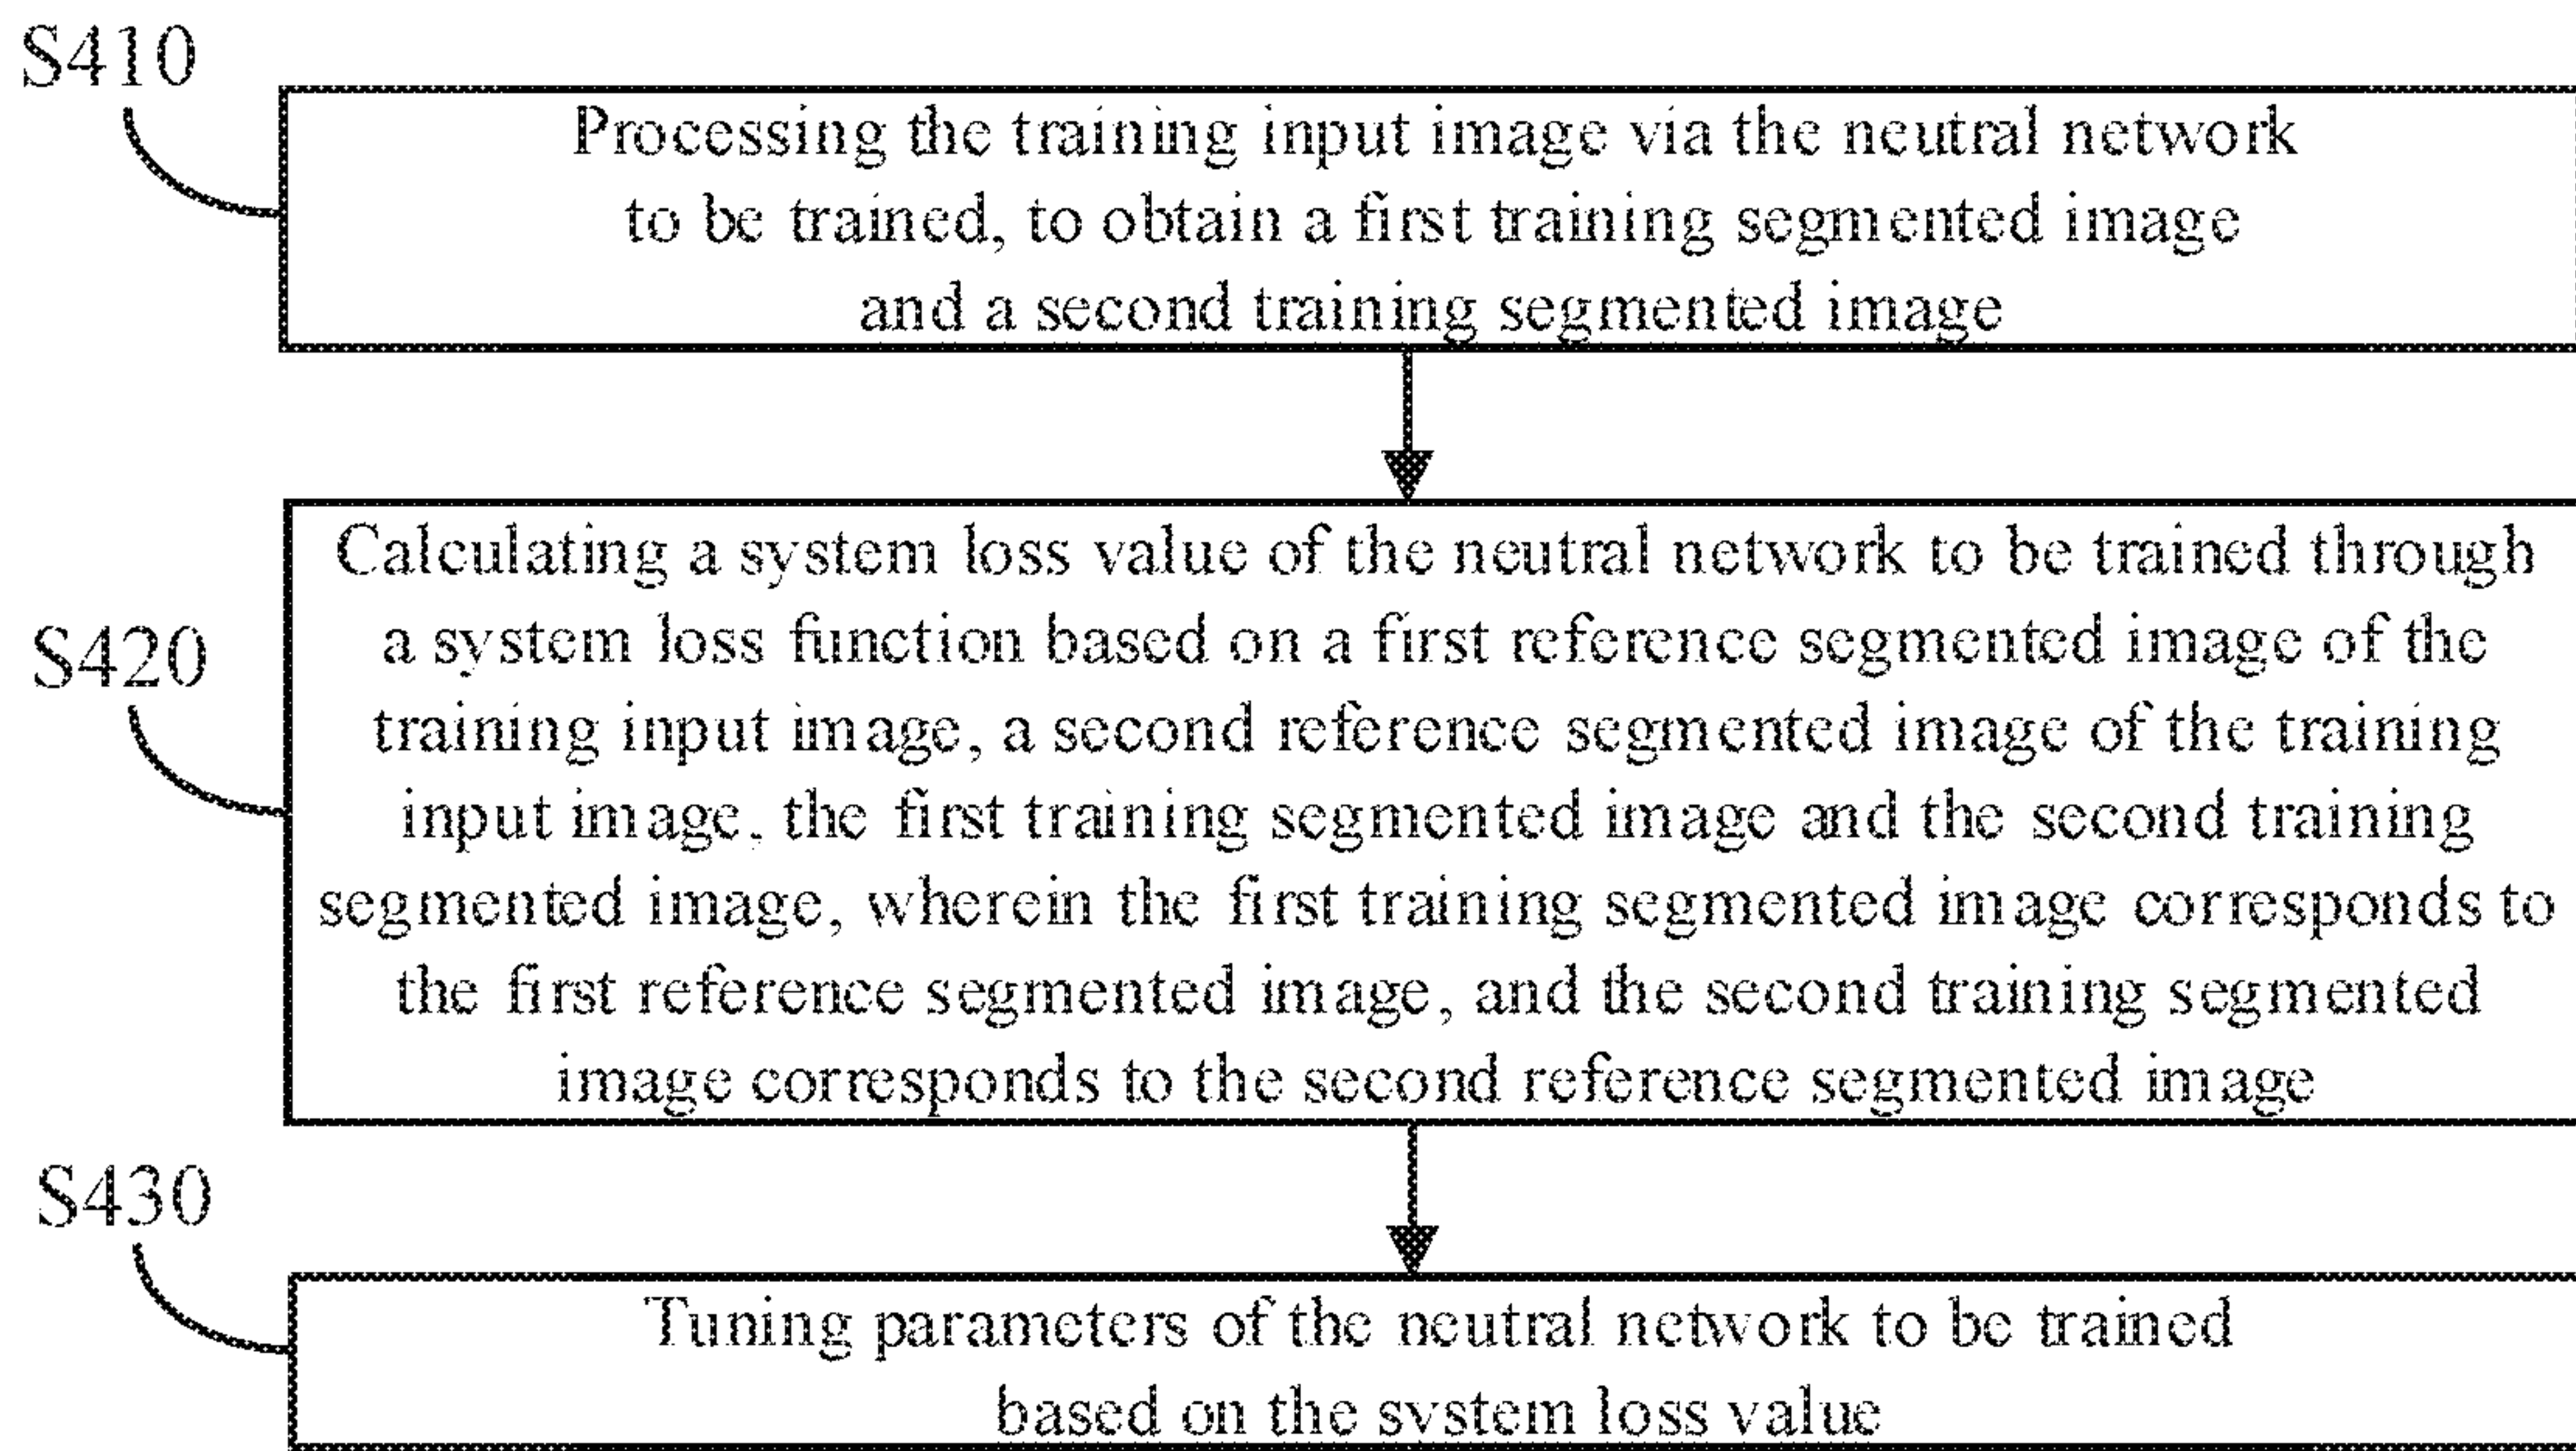 S410
Processing the training input image via the neutral network
to be trained, to obtain a first training segmented image
and a second training segmented image
S420
Calculating a system loss value of the neutral network to be trained through
a system loss function based on a first reference segmented image of the
training input image, a second reference segmented image of the training
input image, the first training segmented image and the second training
segmented image, wherein the first training segmented image corresponds to
the first reference segmented image, and the second training segmented
image corresponds to the second reference segmented image
S430
Tuning parameters of the neutral network to be trained
based on the system loss value